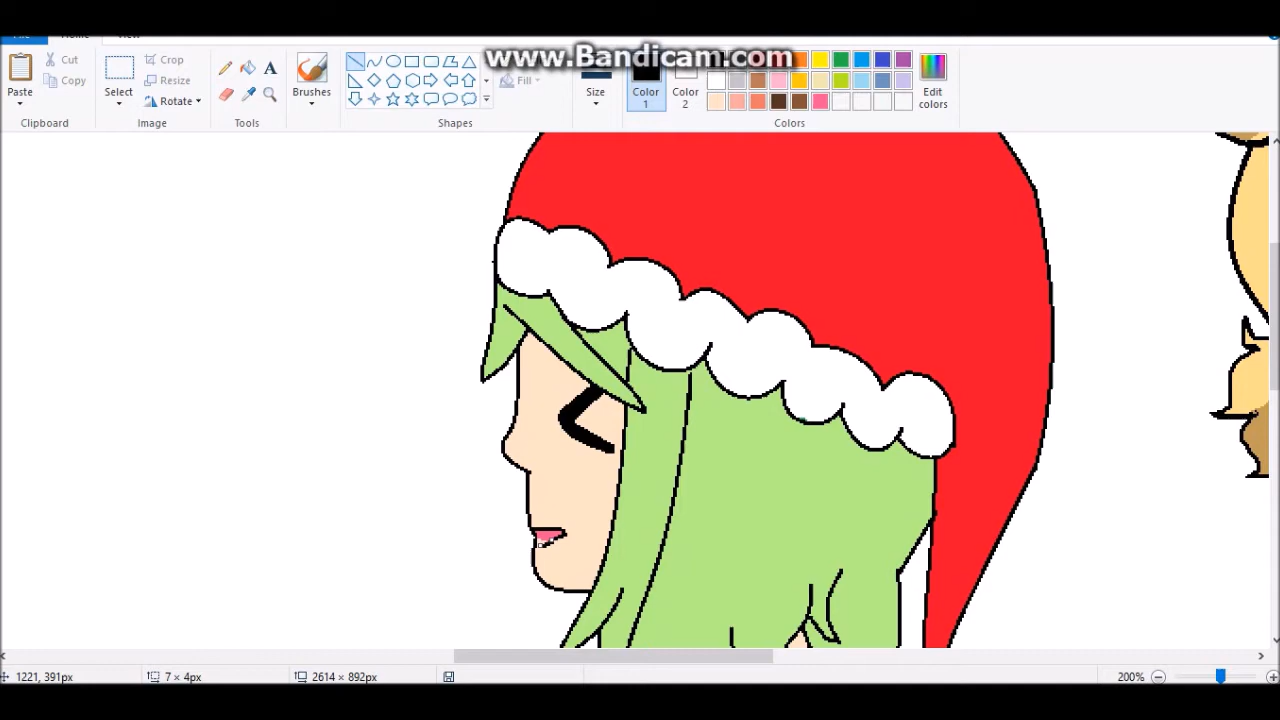 www.Bandicam.com
Cut
Copy
Paste
Clipboard
Crop
Resize
Rotate
Select
Image
Tools
Brushes
Fill
Shapes
Size
Color 1
Color 2
Edit colors
Colors
1221, 391px
7 × 4px
2614 × 892px
200%